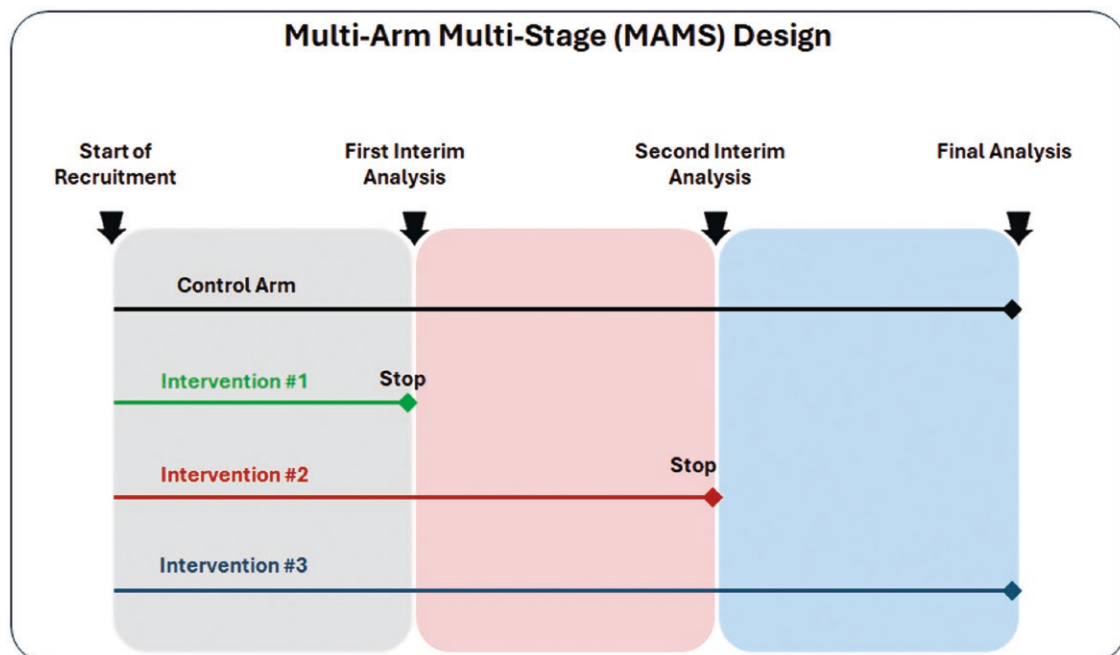 Multi-Arm Multi-Stage (MAMS) Design
Start of
Recruitment
First Interim
Analysis
Second Interim
Analysis
Final Analysis
Control Arm
Intervention #1
Stop
Intervention #2
Stop
Intervention #3